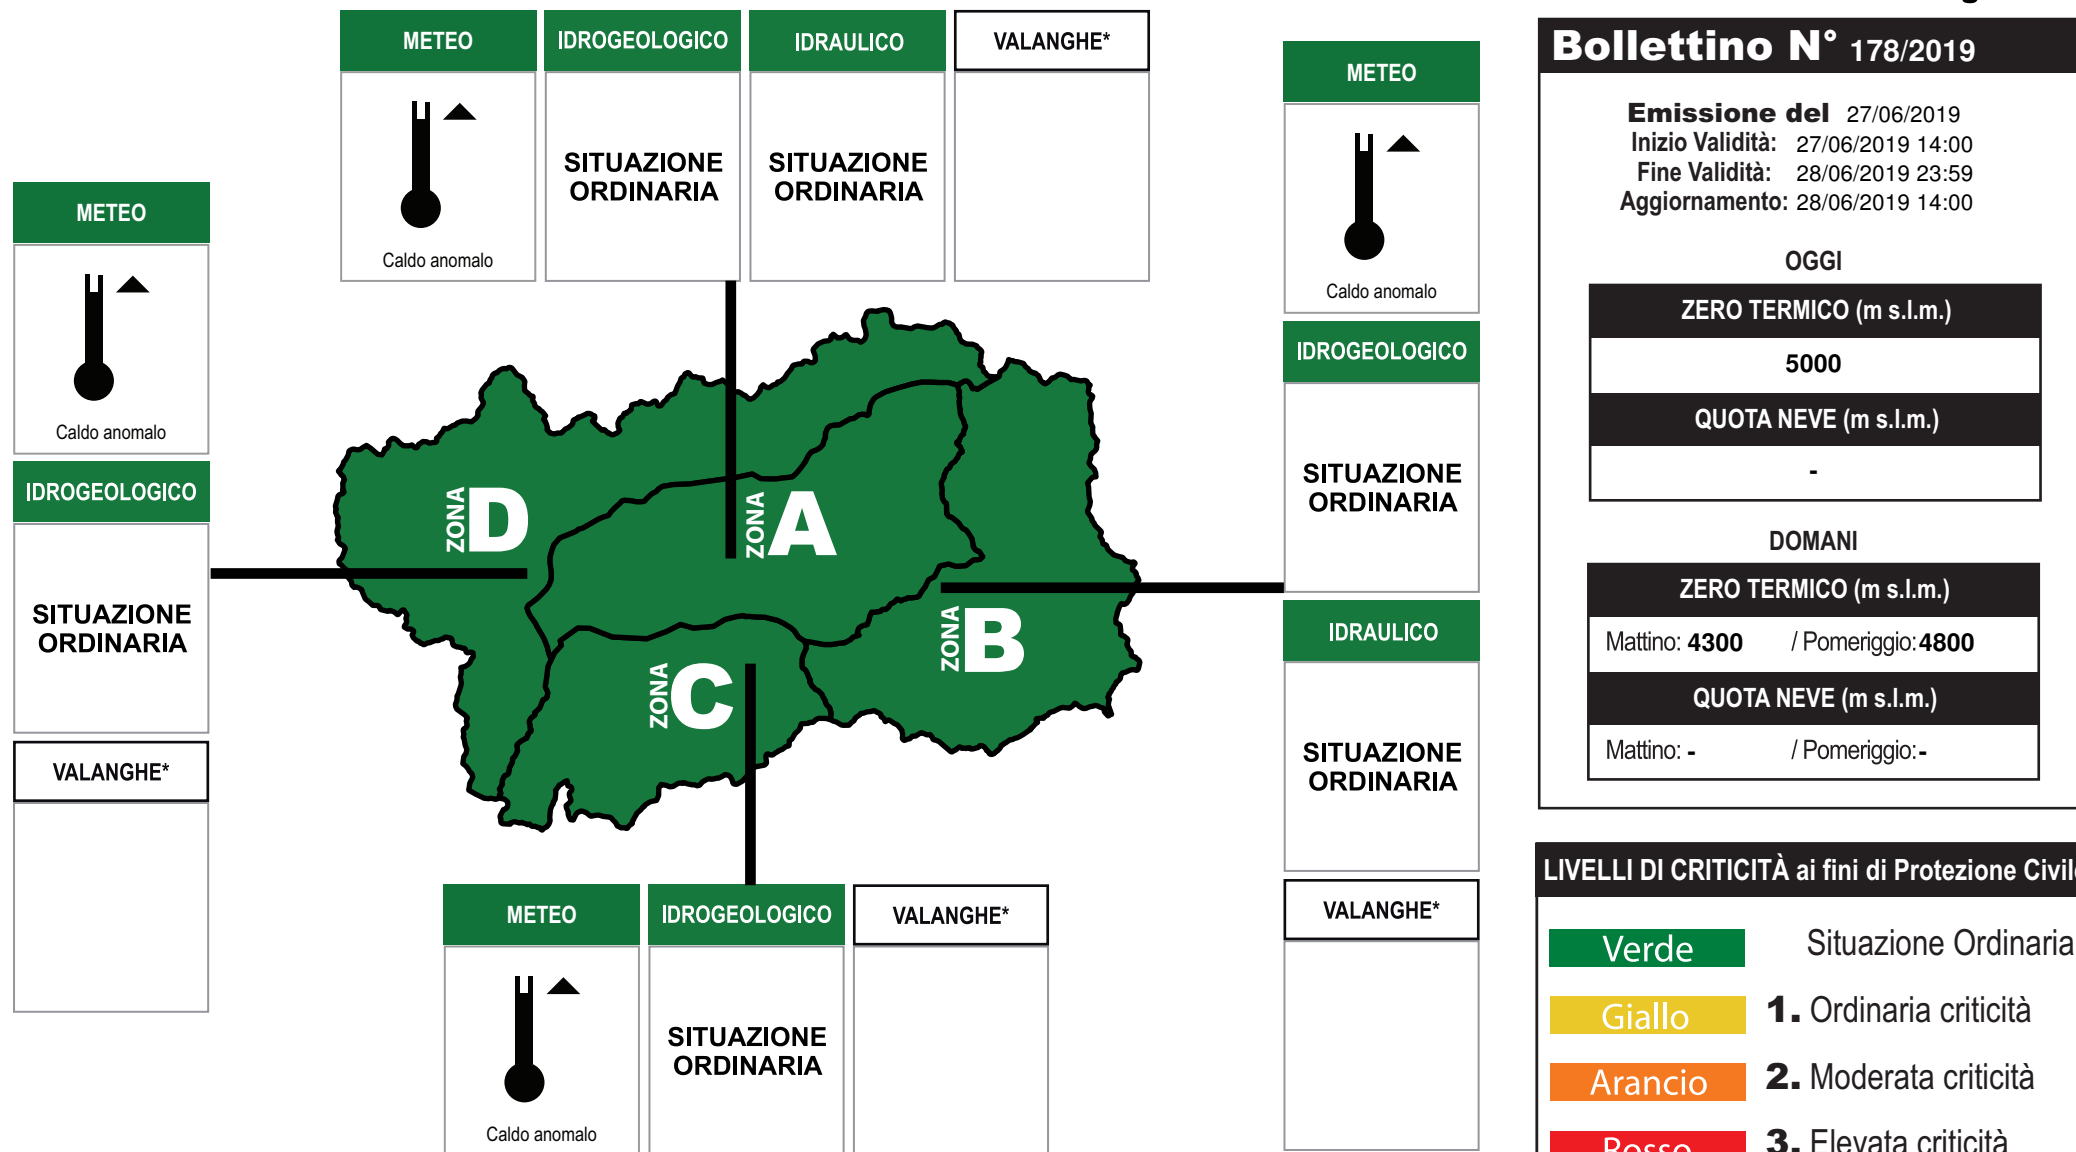 METEO IDROGEOLOGICO IDRAULICO VALANGHE*
Caldo anomalo
SITUAZIONE
ORDINARIA
SITUAZIONE
ORDINARIA
METEO
Caldo anomalo
IDROGEOLOGICO
SITUAZIONE
ORDINARIA
VALANGHE*
ZONA D
ZONA A
ZONA B
ZONA C
METEO
Caldo anomalo
IDROGEOLOGICO
SITUAZIONE
ORDINARIA
IDRAULICO
SITUAZIONE
ORDINARIA
VALANGHE*
METEO IDROGEOLOGICO VALANGHE*
Caldo anomalo
SITUAZIONE
ORDINARIA
Bollettino N° 178/2019
Emissione del 27/06/2019
Inizio Validità: 27/06/2019 14:00
Fine Validità: 28/06/2019 23:59
Aggiornamento: 28/06/2019 14:00
OGGI
ZERO TERMICO (m s.l.m.)
5000
QUOTA NEVE (m s.l.m.)
-
DOMANI
ZERO TERMICO (m s.l.m.)
Mattino: 4300 / Pomeriggio: 4800
QUOTA NEVE (m s.l.m.)
Mattino: - / Pomeriggio: -
LIVELLI DI CRITICITÀ ai fini di Protezione Civile
Verde Situazione Ordinaria
Giallo 1. Ordinaria criticità
Arancio 2. Moderata criticità
Rosso 3. Elevata criticità